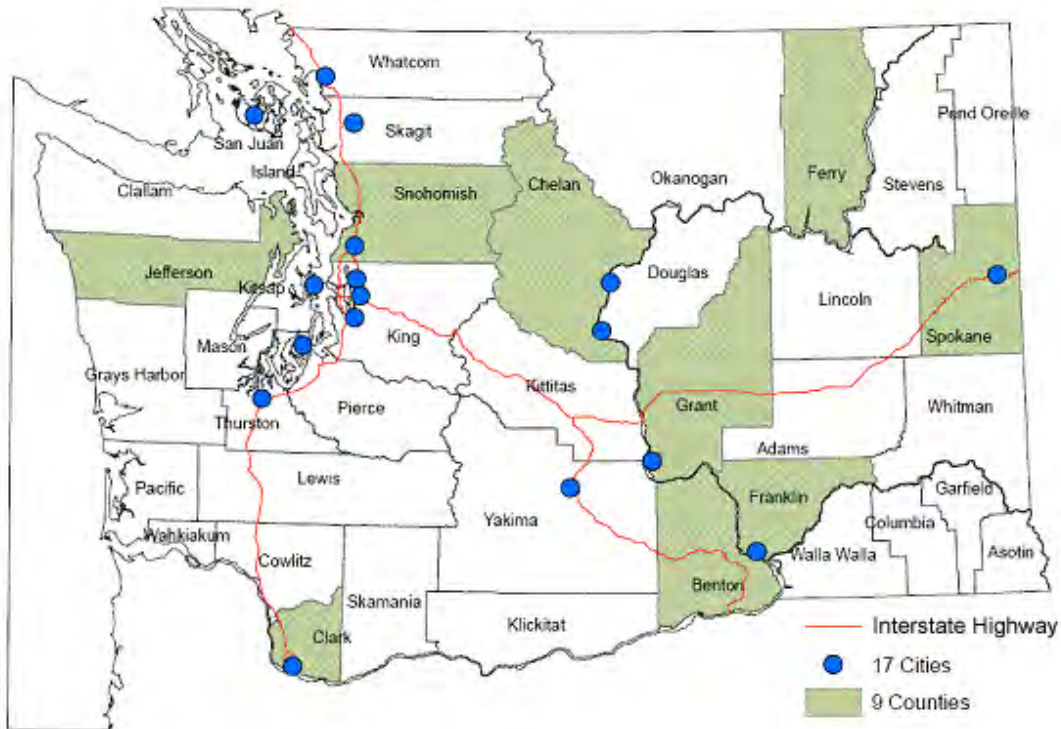 Whatcom
Pend Oreille
Skagit
San Juan
Island
Clallam
Snohomish
Chelan
Okanogan
Ferry
Stevens
Jefferson
Kitsap
Douglas
Lincoln
Spokane
King
Mason
Grays Harbor
Kittitas
Grant
Whitman
Thurston
Pierce
Adams
Pacific
Lewis
Yakima
Franklin
Garfield
Columbia
Wahkiakum
Cowlitz
Walla Walla
Asotin
Benton
Skamania
Clark
Klickitat
Interstate Highway
17 Cities
9 Counties